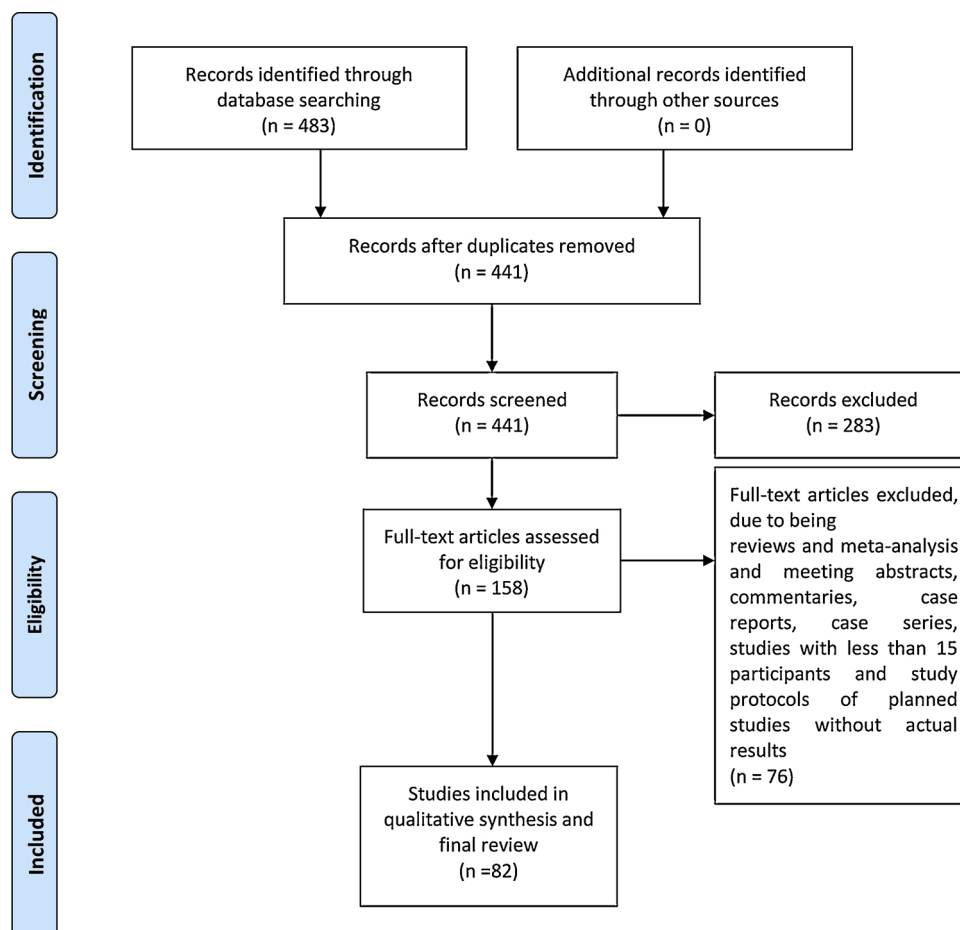 Identification
Records identified through
database searching
(n = 483)
Additional records identified
through other sources
(n = 0)
Records after duplicates removed
(n = 441)
Screening
Records screened
(n = 441)
Records excluded
(n = 283)
Eligibility
Full-text articles assessed
for eligibility
(n = 158)
Full-text articles excluded,
due to being
reviews and meta-analysis
and meeting abstracts,
commentaries, case
reports, case series,
studies with less than 15
participants and study
protocols of planned
studies without actual
results
(n = 76)
Included
Studies included in
qualitative synthesis and
final review
(n =82)